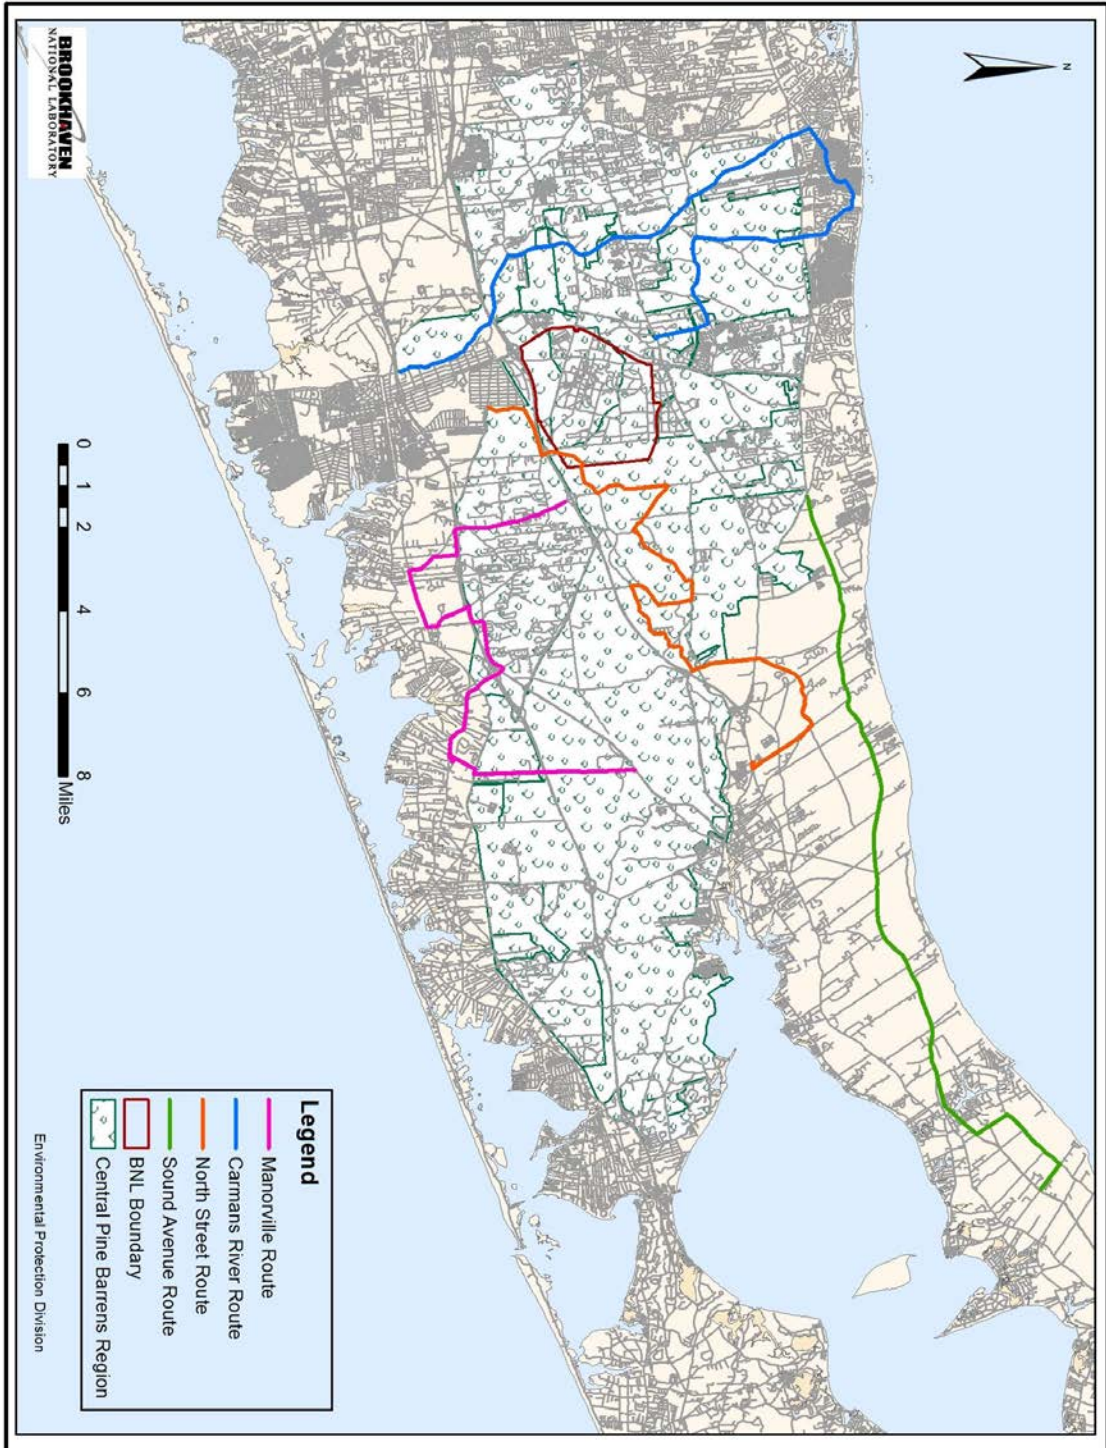 N
BROOKHAVEN
NATIONAL LABORATORY
0 1 2 4 6 8
Miles
Legend
Manorville Route
Carmans River Route
North Street Route
Sound Avenue Route
BNL Boundary
Central Pine Barrens Region
Environmental Protection Division